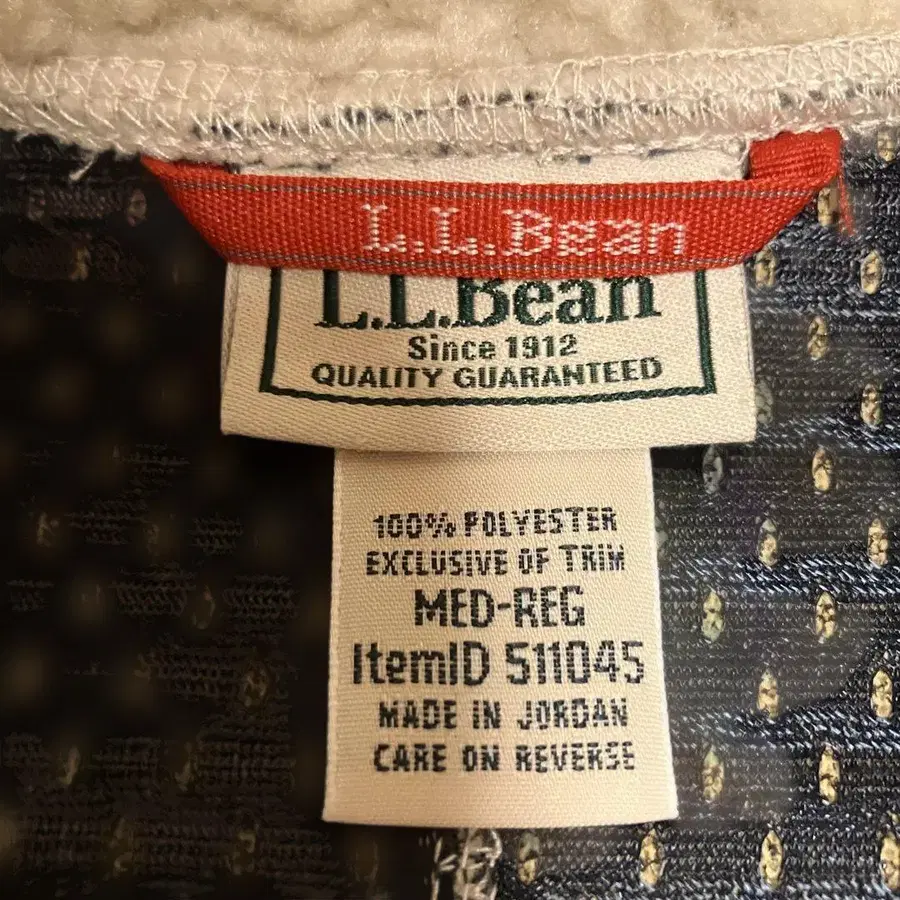 L.L.Bean
L.L.Bean
Since 1912
QUALITY GUARANTEED
100% POLYESTER
EXCLUSIVE OF TRIM
MED-REG
ItemID 511045
MADE IN JORDAN
CARE ON REVERSE